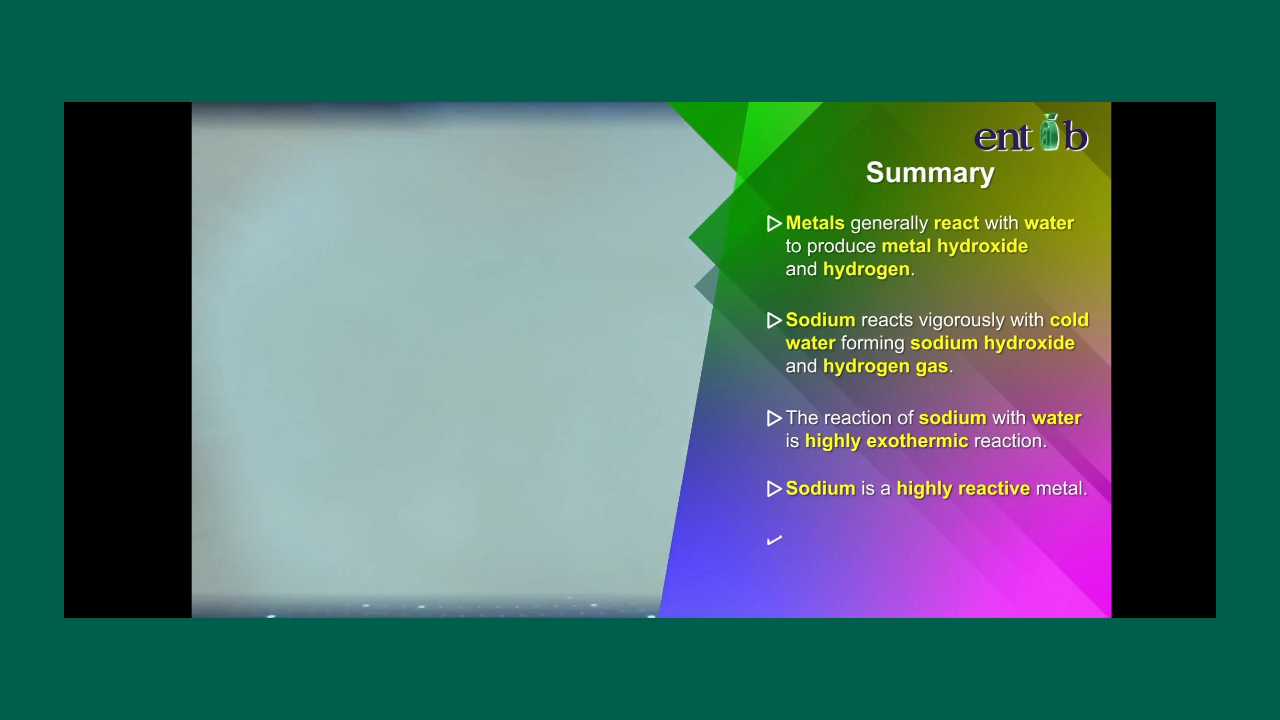 ent b
Summary
Metals generally react with water
to produce metal hydroxide
and hydrogen.
Sodium reacts vigorously with cold
water forming sodium hydroxide
and hydrogen gas.
The reaction of sodium with water
is highly exothermic reaction.
Sodium is a highly reactive metal.